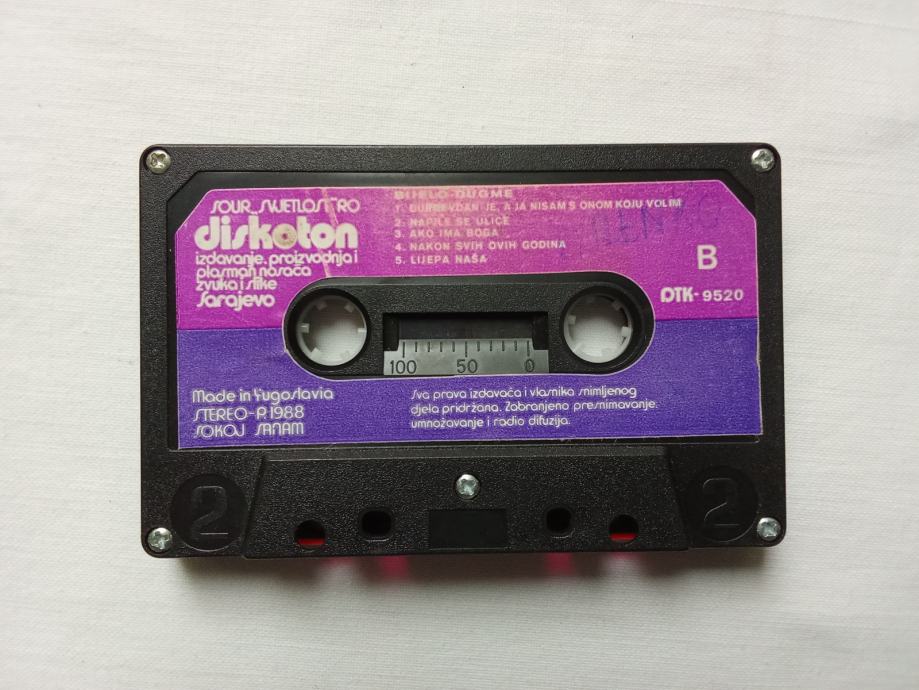 SOUR SVJETLOST RO
diskoton
izdavanje, proizvodnja i
plasman nosača
zvuka i slike
Sarajevo
BIJELO DUGME
1. ĐURĐEVDAN JE, A JA NISAM S ONOM KOJU VOLIM
2. NAPILE SE ULICE
3. AKO IMA BOGA
4. NAKON SVIH OVIH GODINA
5. LIJEPA NAŠA
B
DTK-9520
100 50 0
Made in Yugoslavia
STEREO-P.1988
SOKOJ SANAM
Sva prava izdavača i vlasnika snimljenog
djela pridržana. Zabranjeno presnimavanje,
umnožavanje i radio difuzija.
2 2